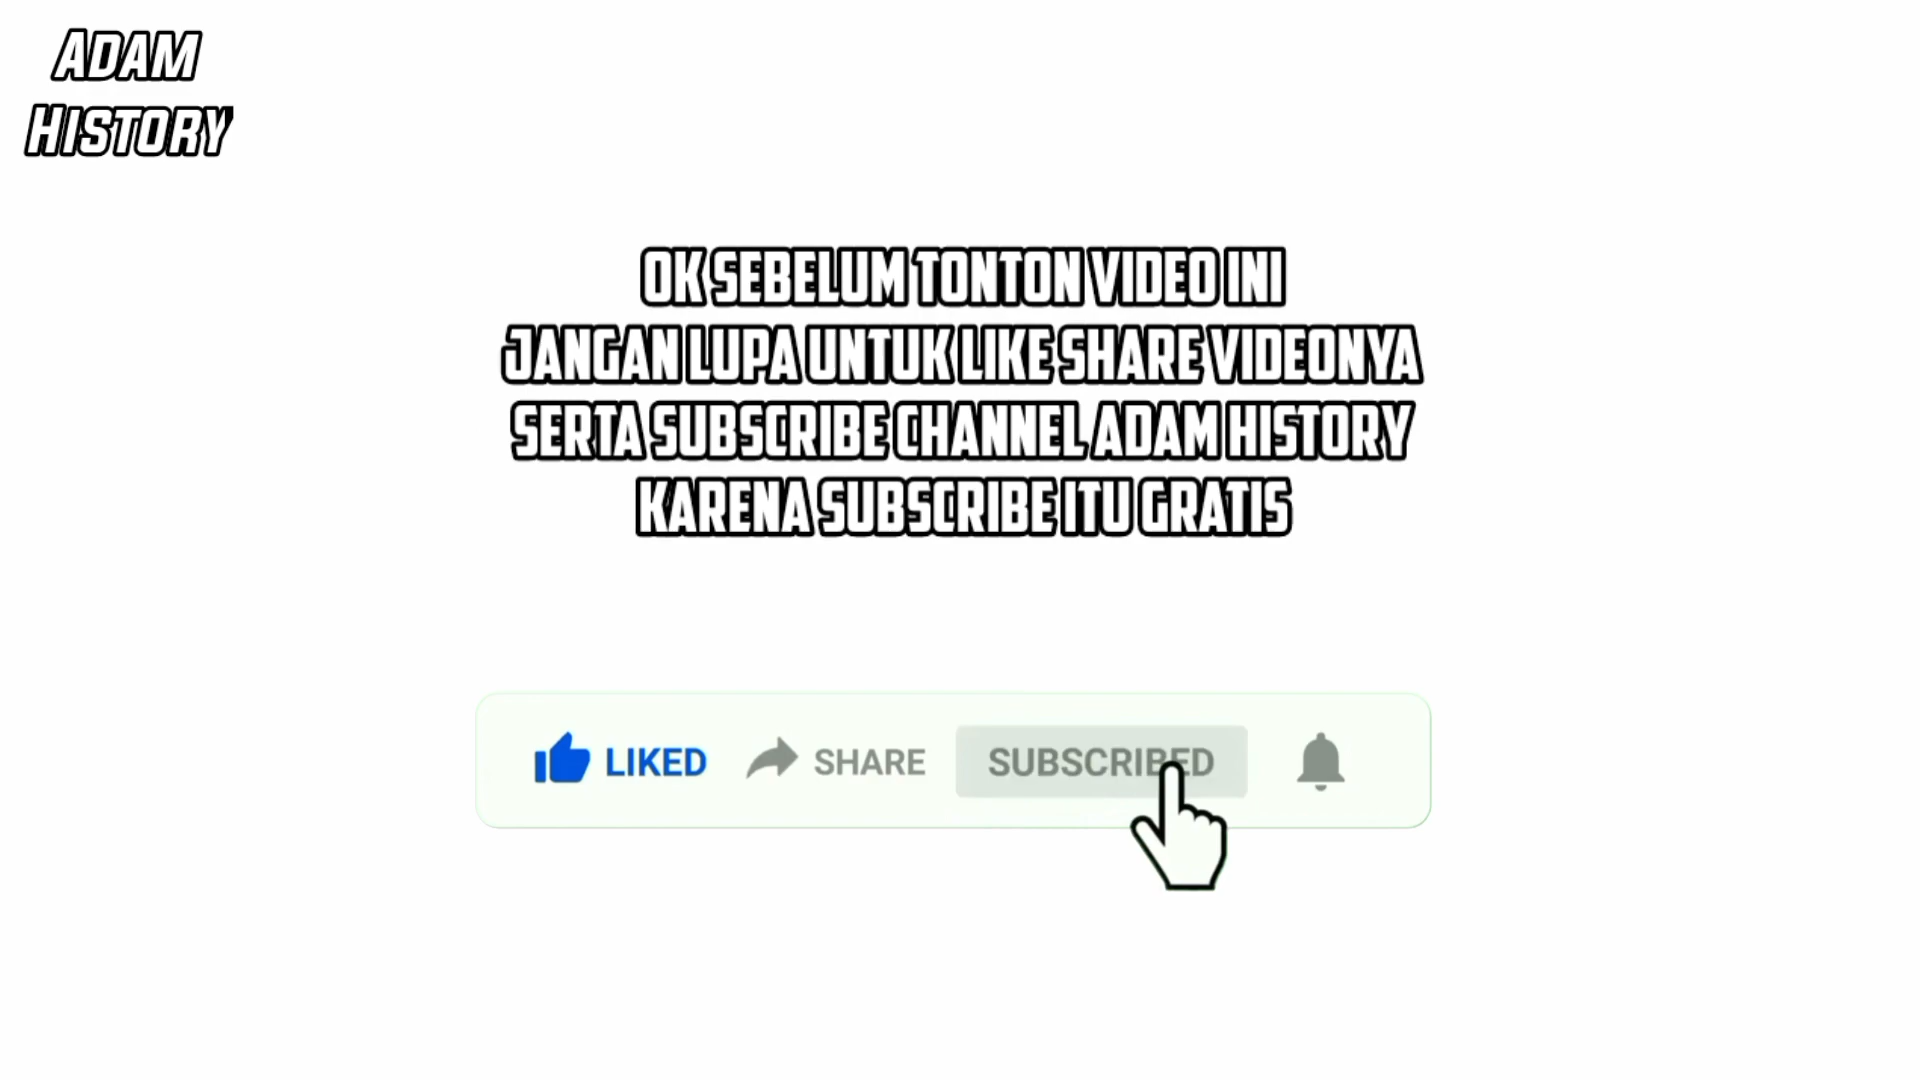 ADAM
HISTORY
OK SEBELUM TONTON VIDEO INI
JANGAN LUPA UNTUK LIKE SHARE VIDEONYA
SERTA SUBSCRIBE CHANNEL ADAM HISTORY
KARENA SUBSCRIBE ITU GRATIS
LIKED SHARE SUBSCRIBED